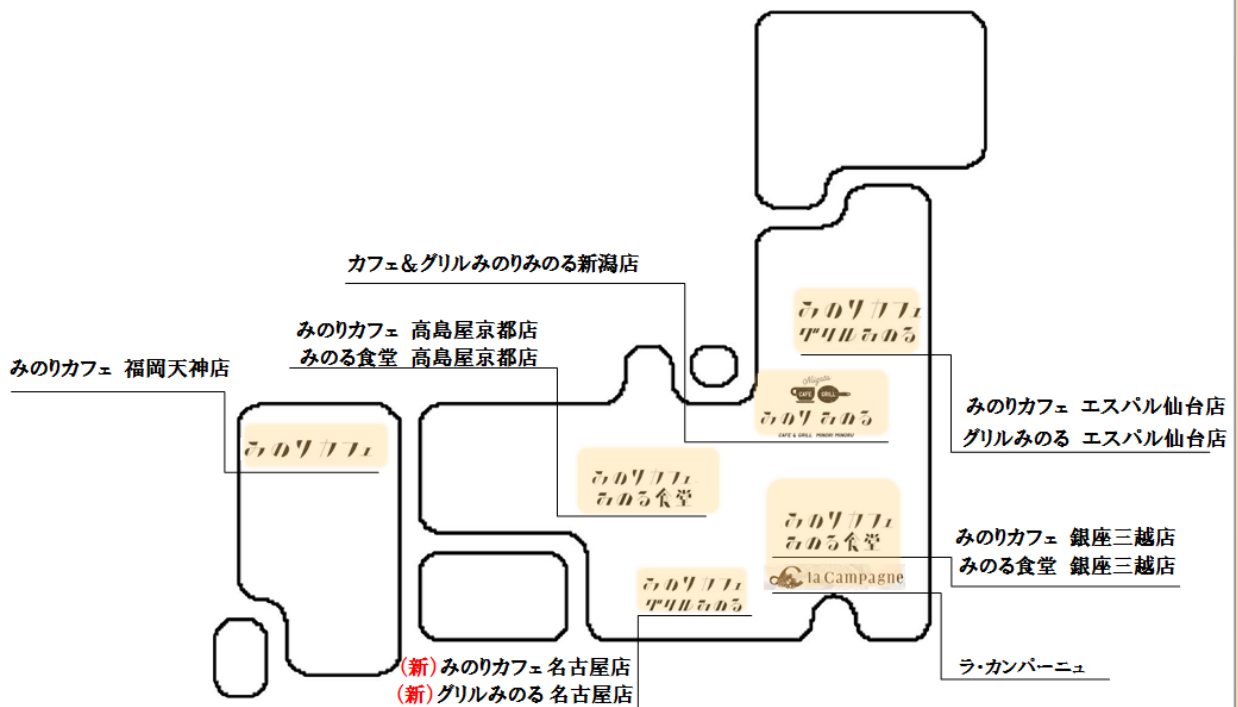 カフェ＆グリルみのりみのる新潟店
みのりカフェ 高島屋京都店
みのる食堂 高島屋京都店
みのりカフェ 福岡天神店
みのりカフェ
グリルみのる
Niigata
CAFE GRILL
みのり みのる
CAFE & GRILL MINORI MINORU
みのりカフェ エスパル仙台店
グリルみのる エスパル仙台店
みのりカフェ
みのりカフェ
みのる食堂
みのりカフェ
みのる食堂
la Campagne
みのりカフェ 銀座三越店
みのる食堂 銀座三越店
みのりカフェ
グリルみのる
(新)みのりカフェ名古屋店
(新)グリルみのる 名古屋店
ラ・カンパーニュ